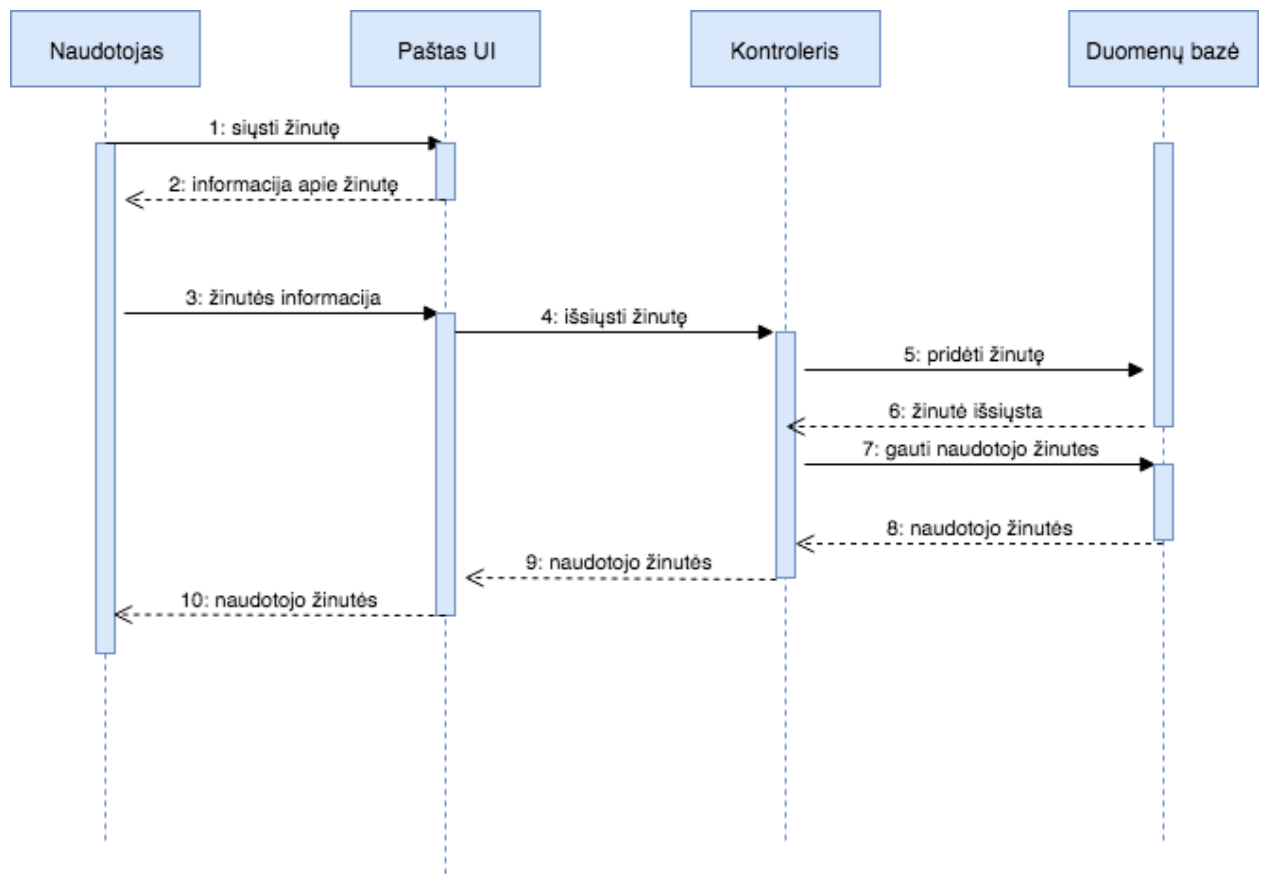 Naudotojas
Paštas UI
Kontroleris
Duomenų bazė
1: siųsti žinutę
2: informacija apie žinutę
3: žinutės informacija
4: išsiųsti žinutę
5: pridėti žinutę
6: žinutė išsiųsta
7: gauti naudotojo žinutes
8: naudotojo žinutės
9: naudotojo žinutės
10: naudotojo žinutės